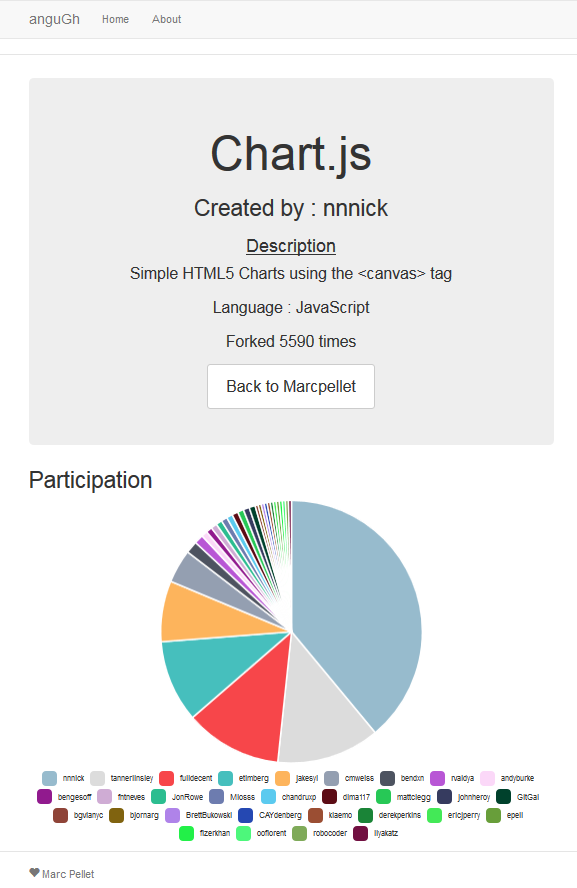 anguGh Home About
Chart.js
Created by : nnnick
Description
Simple HTML5 Charts using the <canvas> tag
Language : JavaScript
Forked 5590 times
Back to Marcpellet
Participation
nnnick tannerlinsley fulldecent etimberg jakesyl cmweiss bendxn rvaidya andyburke
bengesoff fntneves JonRowe Mlosss chandruxp dima117 mattclegg johnheroy GitGal
bgvianyc bjornarg BrettBukowski CAYdenberg klaemo derekperkins ericjperry epeli
fizerkhan ooflorent robocoder ilyakatz
Marc Pellet